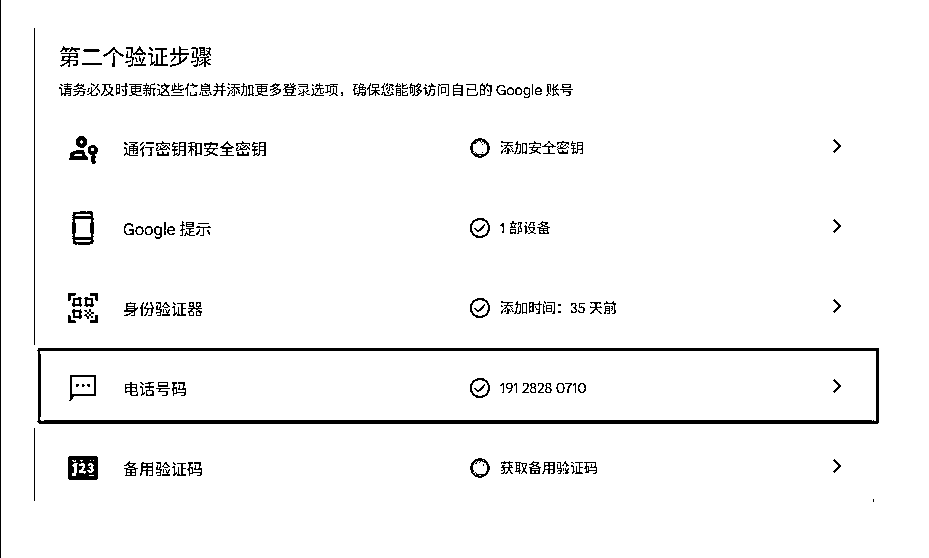 第二个验证步骤
请务必及时更新这些信息并添加更多登录选项，确保您能够访问自己的 Google 账号
通行密钥和安全密钥 添加安全密钥
Google 提示 1 部设备
身份验证器 添加时间：35 天前
电话号码 191 2828 0710
备用验证码 获取备用验证码